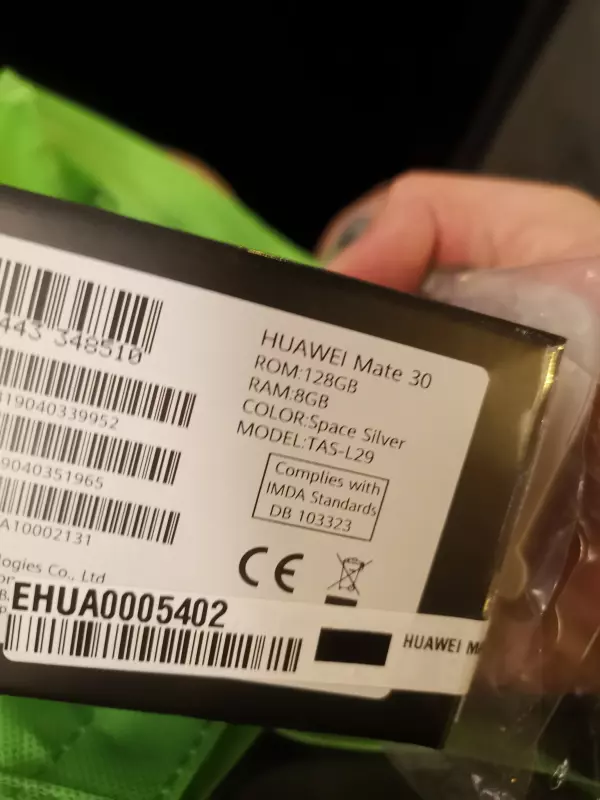 443 348510
19040339952
9040351965
A10002131
HUAWEI Mate 30
ROM:128GB
RAM:8GB
COLOR:Space Silver
MODEL:TAS-L29
Complies with
IMDA Standards
DB 103323
CE
logies Co., Ltd
EHUA0005402
HUAWEI